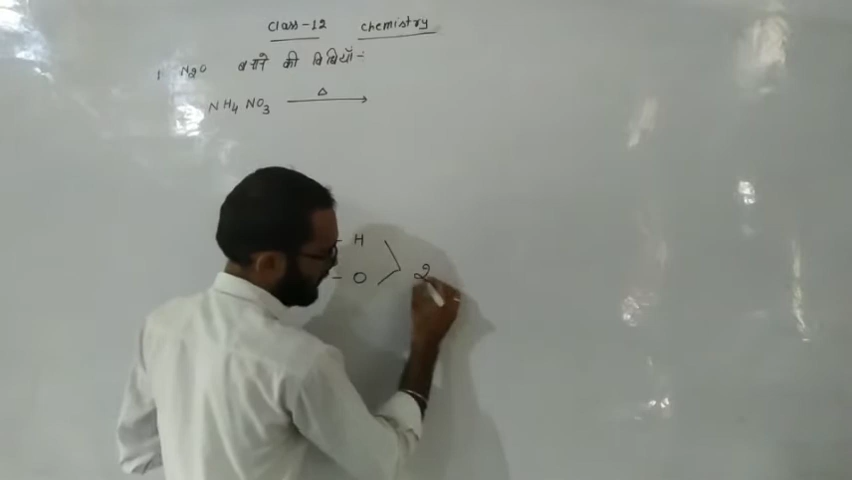 Class-12 chemistry
1. N2O बनाने की विधियाँ :-
NH4 NO3 Δ →
- H
- O > 2